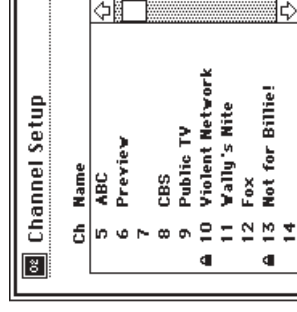 02 Channel Setup
Ch Name
5 ABC
6 Preview
7
8 CBS
9 Public TV
10 Violent Network
11 Wally's Nite
12 Fox
13 Not for Billie!
14